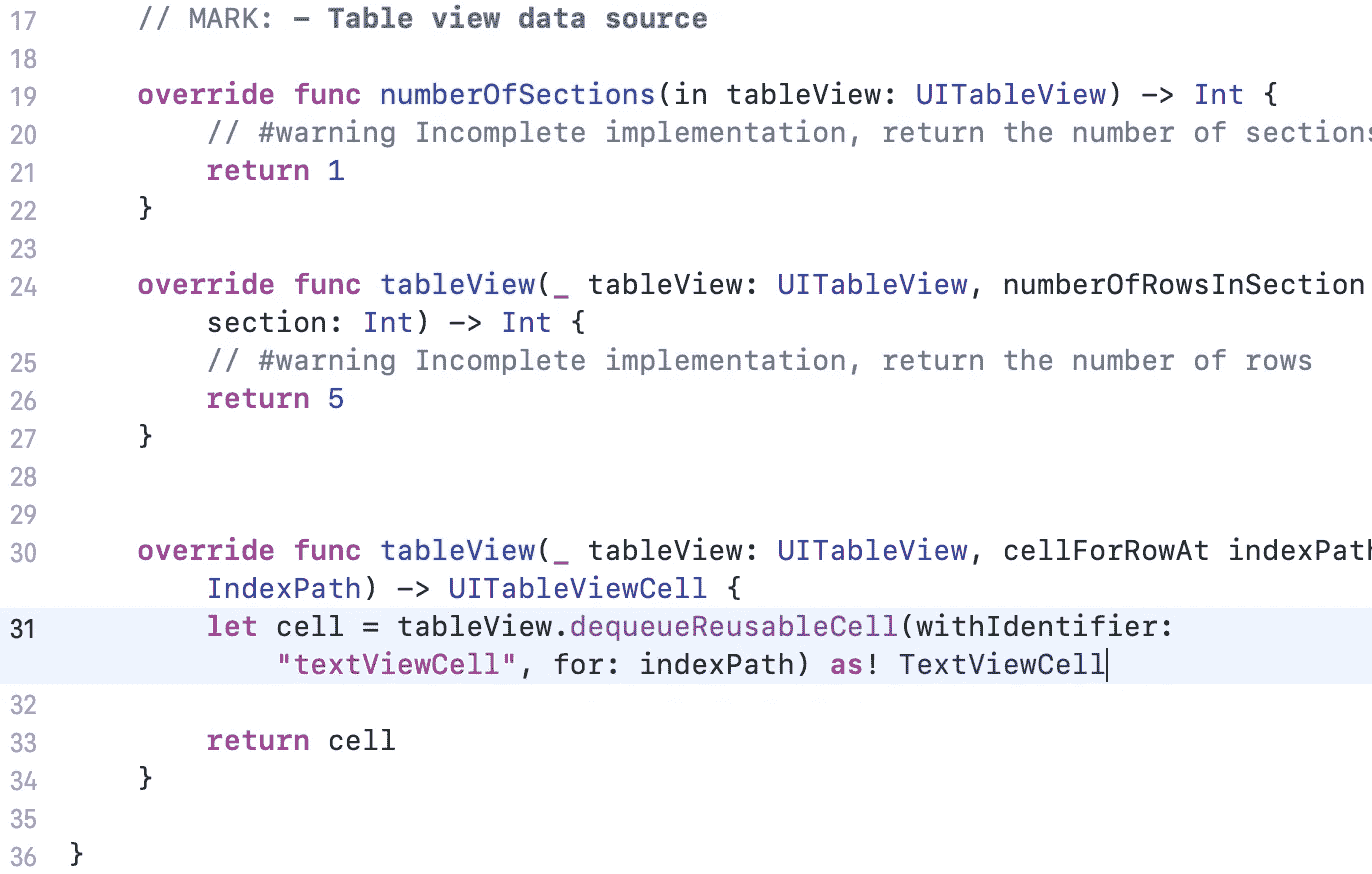 17 // MARK: - Table view data source
18
19 override func numberOfSections(in tableView: UITableView) -> Int {
20 // #warning Incomplete implementation, return the number of sections
21 return 1
22 }
23
24 override func tableView(_ tableView: UITableView, numberOfRowsInSection
section: Int) -> Int {
25 // #warning Incomplete implementation, return the number of rows
26 return 5
27 }
28
29
30 override func tableView(_ tableView: UITableView, cellForRowAt indexPath
IndexPath) -> UITableViewCell {
31 let cell = tableView.dequeueReusableCell(withIdentifier:
"textViewCell", for: indexPath) as! TextViewCell
32
33 return cell
34 }
35
36 }